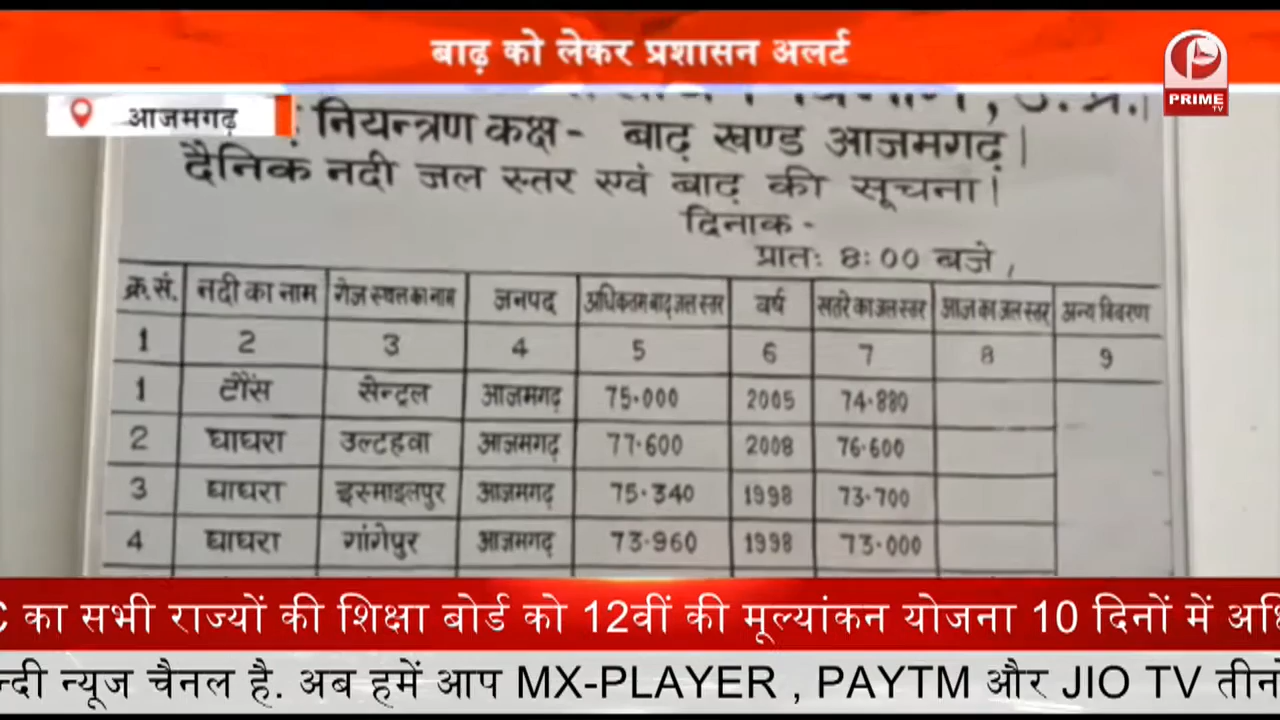 बाढ़ को लेकर प्रशासन अलर्ट
PRIME
TV
आजमगढ़
नियन्त्रण कक्ष - बाढ़ खण्ड आजमगढ़।
दैनिक नदी जल स्तर एवं बाढ़ की सूचना।
दिनाक -
प्रातः 8:00 बजे,
क्र.सं. नदी का नाम गेज स्थल का नाम जनपद अधिकतम बाढ़ जल स्तर वर्ष खतरे का जल स्तर आज का जल स्तर अन्य विवरण
1 2 3 4 5 6 7 8 9
1 टौंस सेन्ट्रल आजमगढ़ 75.000 2005 74.880
2 घाघरा उल्टहवा आजमगढ़ 77.600 2008 76.600
3 घाघरा इस्माइलपुर आजमगढ़ 75.340 1998 73.700
4 घाघरा गांगेपुर आजमगढ़ 73.960 1998 73.000
का सभी राज्यों की शिक्षा बोर्ड को 12वीं की मूल्यांकन योजना 10 दिनों में
न्यूज चैनल है. अब हमें आप MX-PLAYER , PAYTM और JIO TV